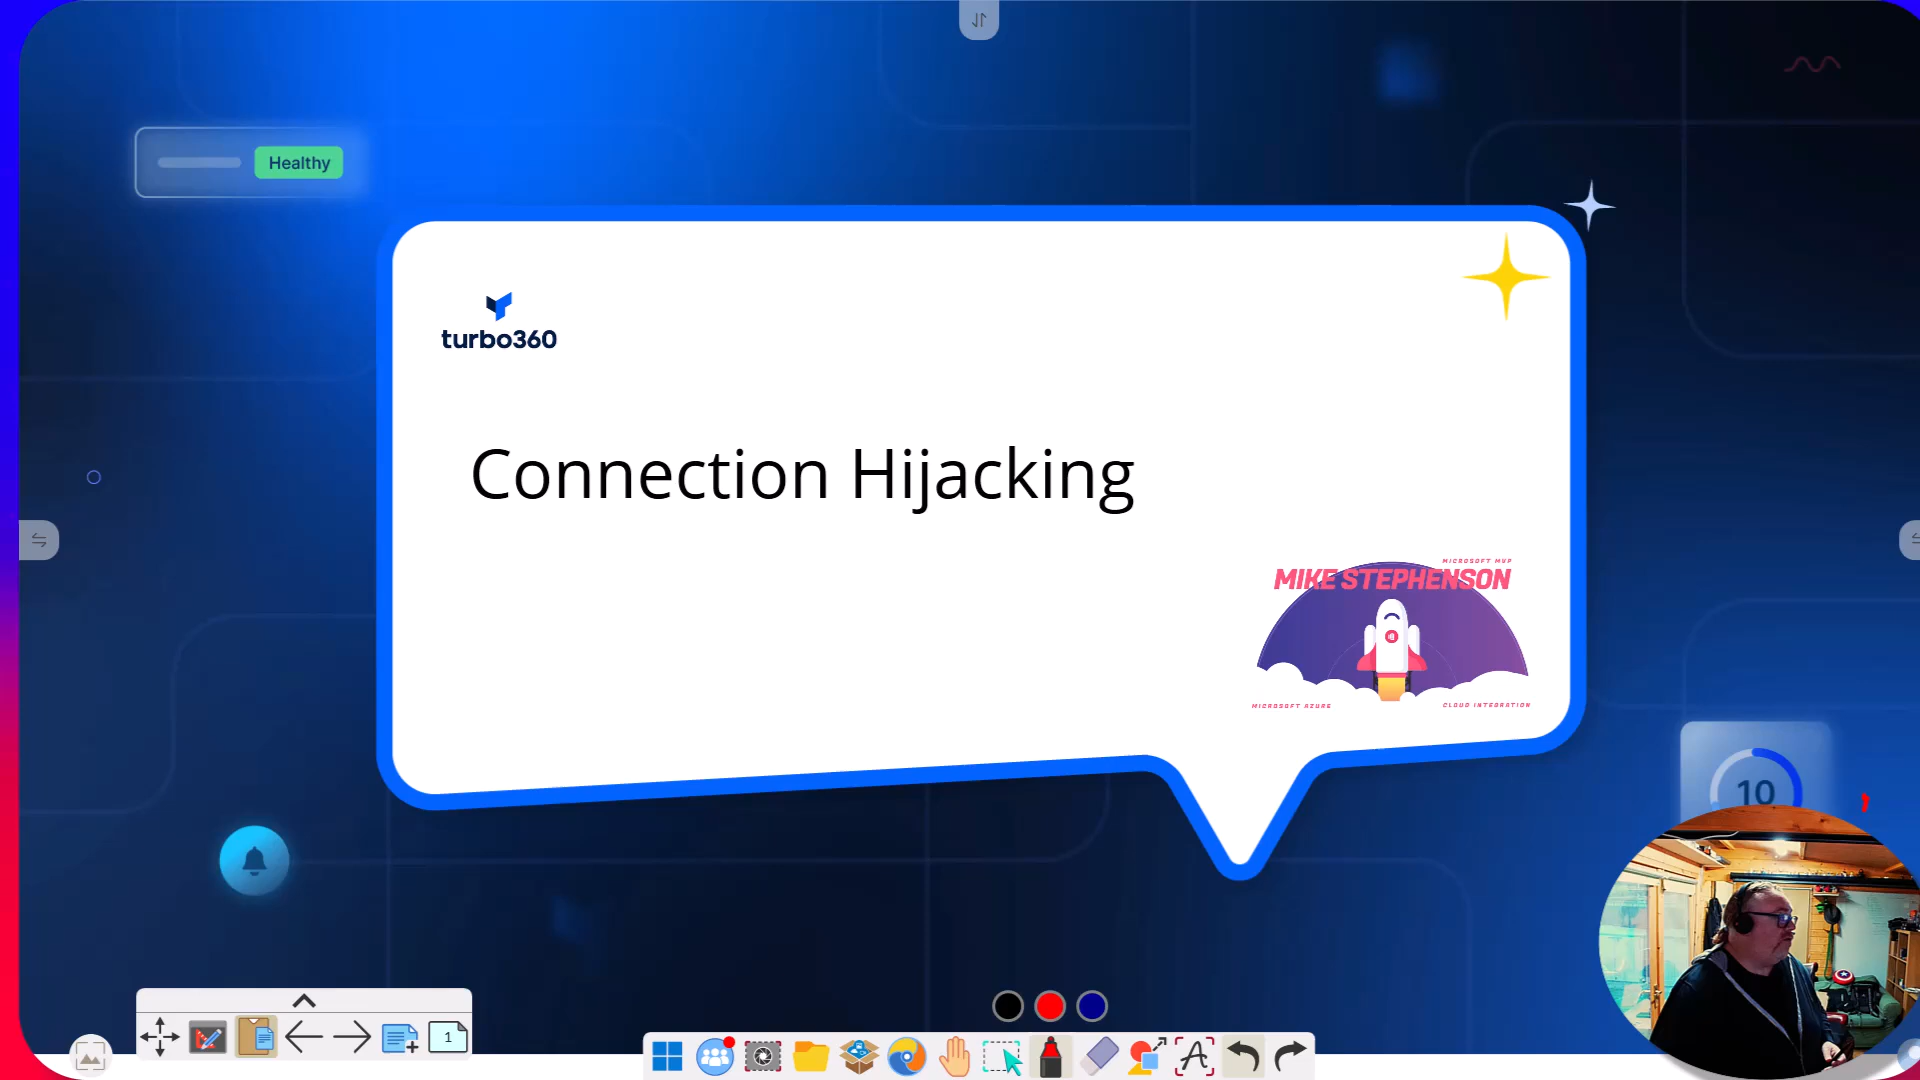 Healthy
turbo360
Connection Hijacking
MICROSOFT MVP
MIKE STEPHENSON
MICROSOFT AZURE
CLOUD INTEGRATION
10
1